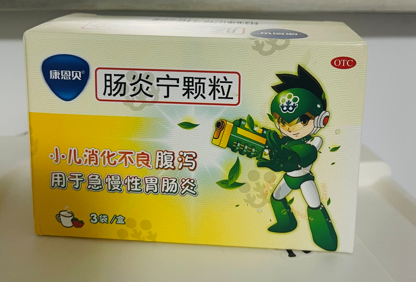 康恩贝
肠炎宁颗粒
OTC
小儿消化不良腹泻
用于急慢性胃肠炎
3袋/盒